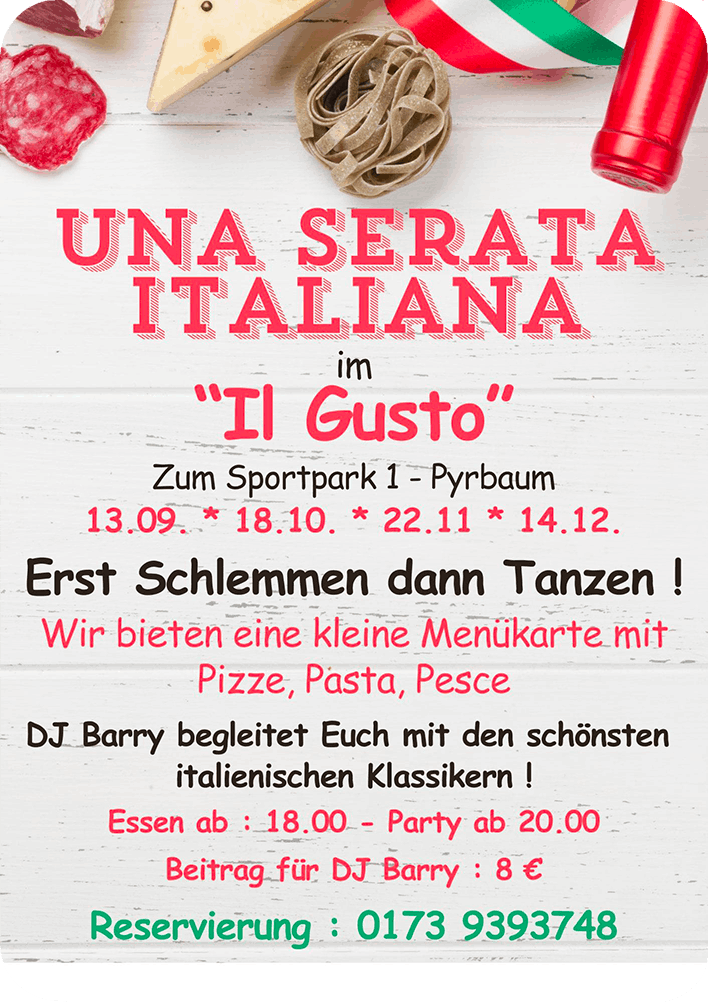 UNA SERATA
ITALIANA
im
“Il Gusto”
Zum Sportpark 1 - Pyrbaum
13.09. * 18.10. * 22.11 * 14.12.
Erst Schlemmen dann Tanzen !
Wir bieten eine kleine Menükarte mit
Pizze, Pasta, Pesce
DJ Barry begleitet Euch mit den schönsten
italienischen Klassikern !
Essen ab : 18.00 - Party ab 20.00
Beitrag für DJ Barry : 8 €
Reservierung : 0173 9393748